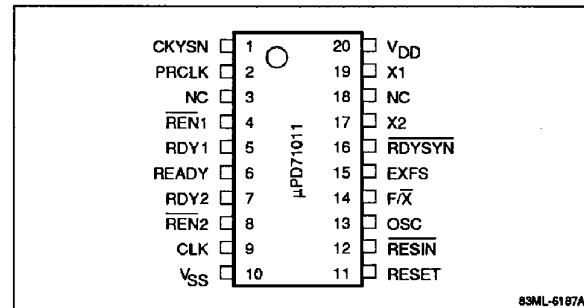 CKYSN 1 20 VDD
PRCLK 2 19 X1
NC 3 18 NC
REN1 4 17 X2
RDY1 5 16 RDYSYN
READY 6 15 EXFS
RDY2 7 14 F/X
REN2 8 13 OSC
CLK 9 12 RESIN
VSS 10 11 RESET
µPD71011
83ML-6187A